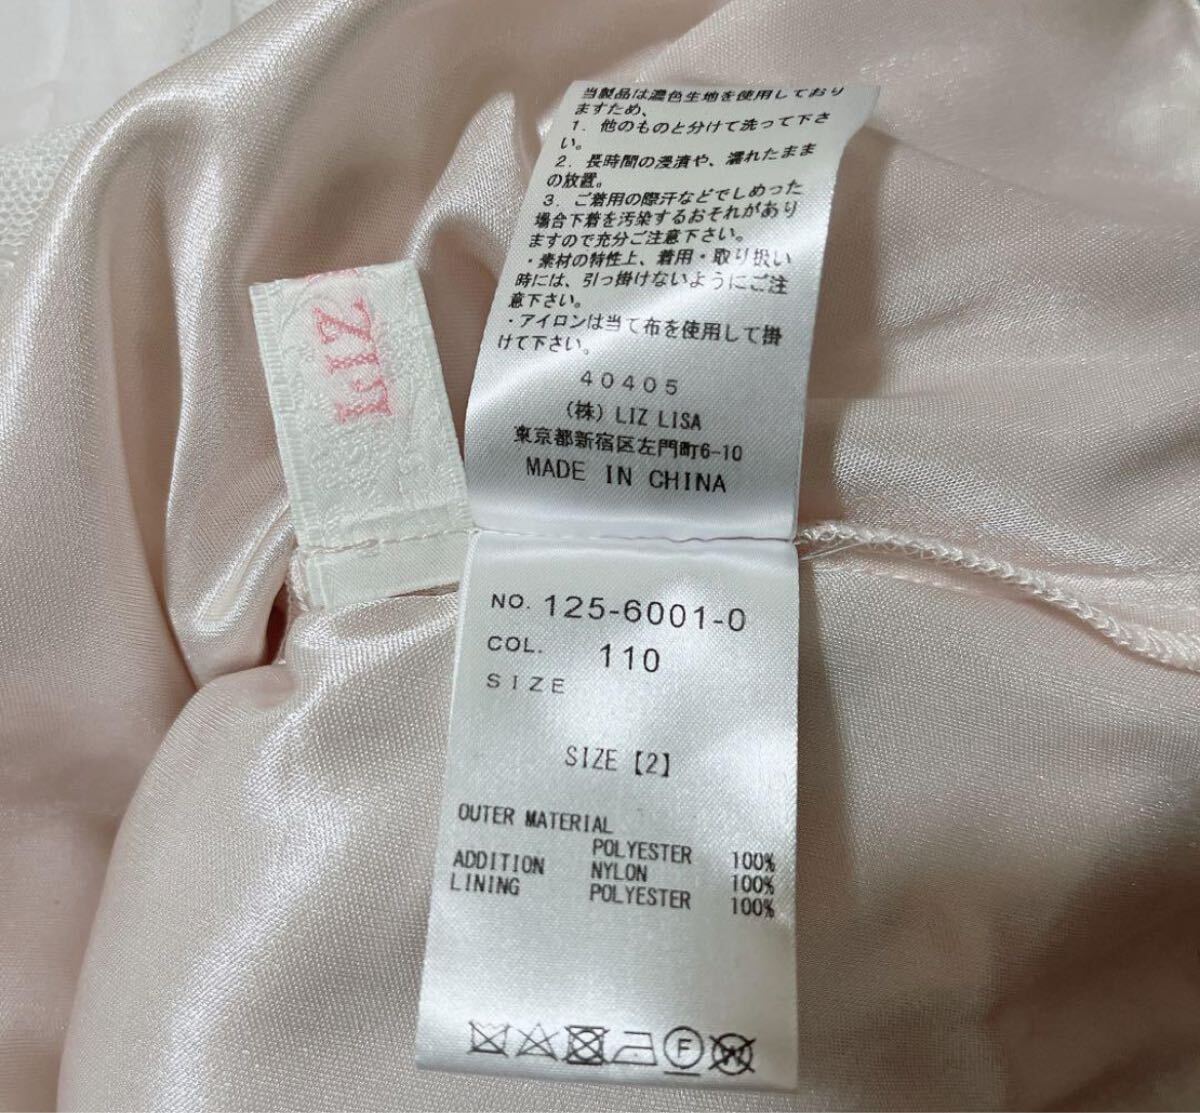 当製品は濃色生地を使用しており
ますため、
1. 他のものと分けて洗って下さ
い。
2. 長時間の浸漬や、濡れたまま
の放置。
3. ご着用の際汗などでしめった
場合下着を汚染するおそれがあり
ますので充分ご注意下さい。
・素材の特性上、着用・取り扱い
時には、引っ掛けないようにご注
意下さい。
・アイロンは当て布を使用して掛
けて下さい。
40405
(株) LIZ LISA
東京都新宿区左門町6-10
MADE IN CHINA
LIZ
NO. 125-6001-0
COL. 110
SIZE
SIZE【2】
OUTER MATERIAL
POLYESTER 100%
ADDITION NYLON 100%
LINING POLYESTER 100%
F
W